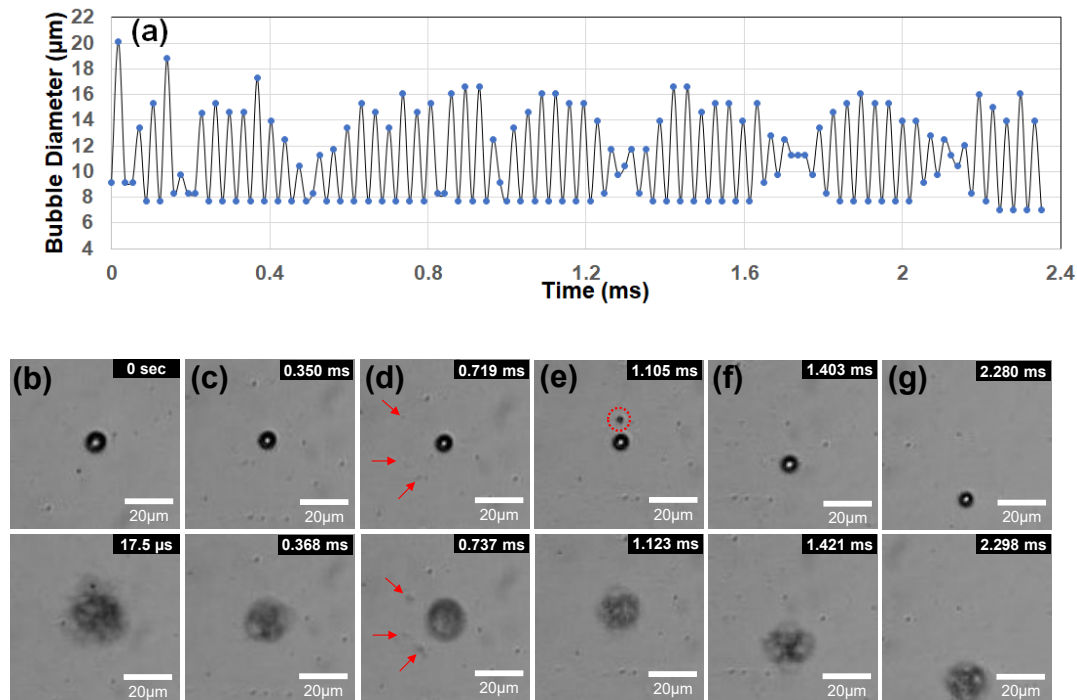 (a)
Bubble Diameter (µm)
22
20
18
16
14
12
10
8
6
4
0
0.4
0.8
1.2
1.6
2
2.4
Time (ms)
(b)
0 sec
20µm
(c)
0.350 ms
20µm
(d)
0.719 ms
20µm
(e)
1.105 ms
20µm
(f)
1.403 ms
20µm
(g)
2.280 ms
20µm
17.5 µs
20µm
0.368 ms
20µm
0.737 ms
20µm
1.123 ms
20µm
1.421 ms
20µm
2.298 ms
20µm